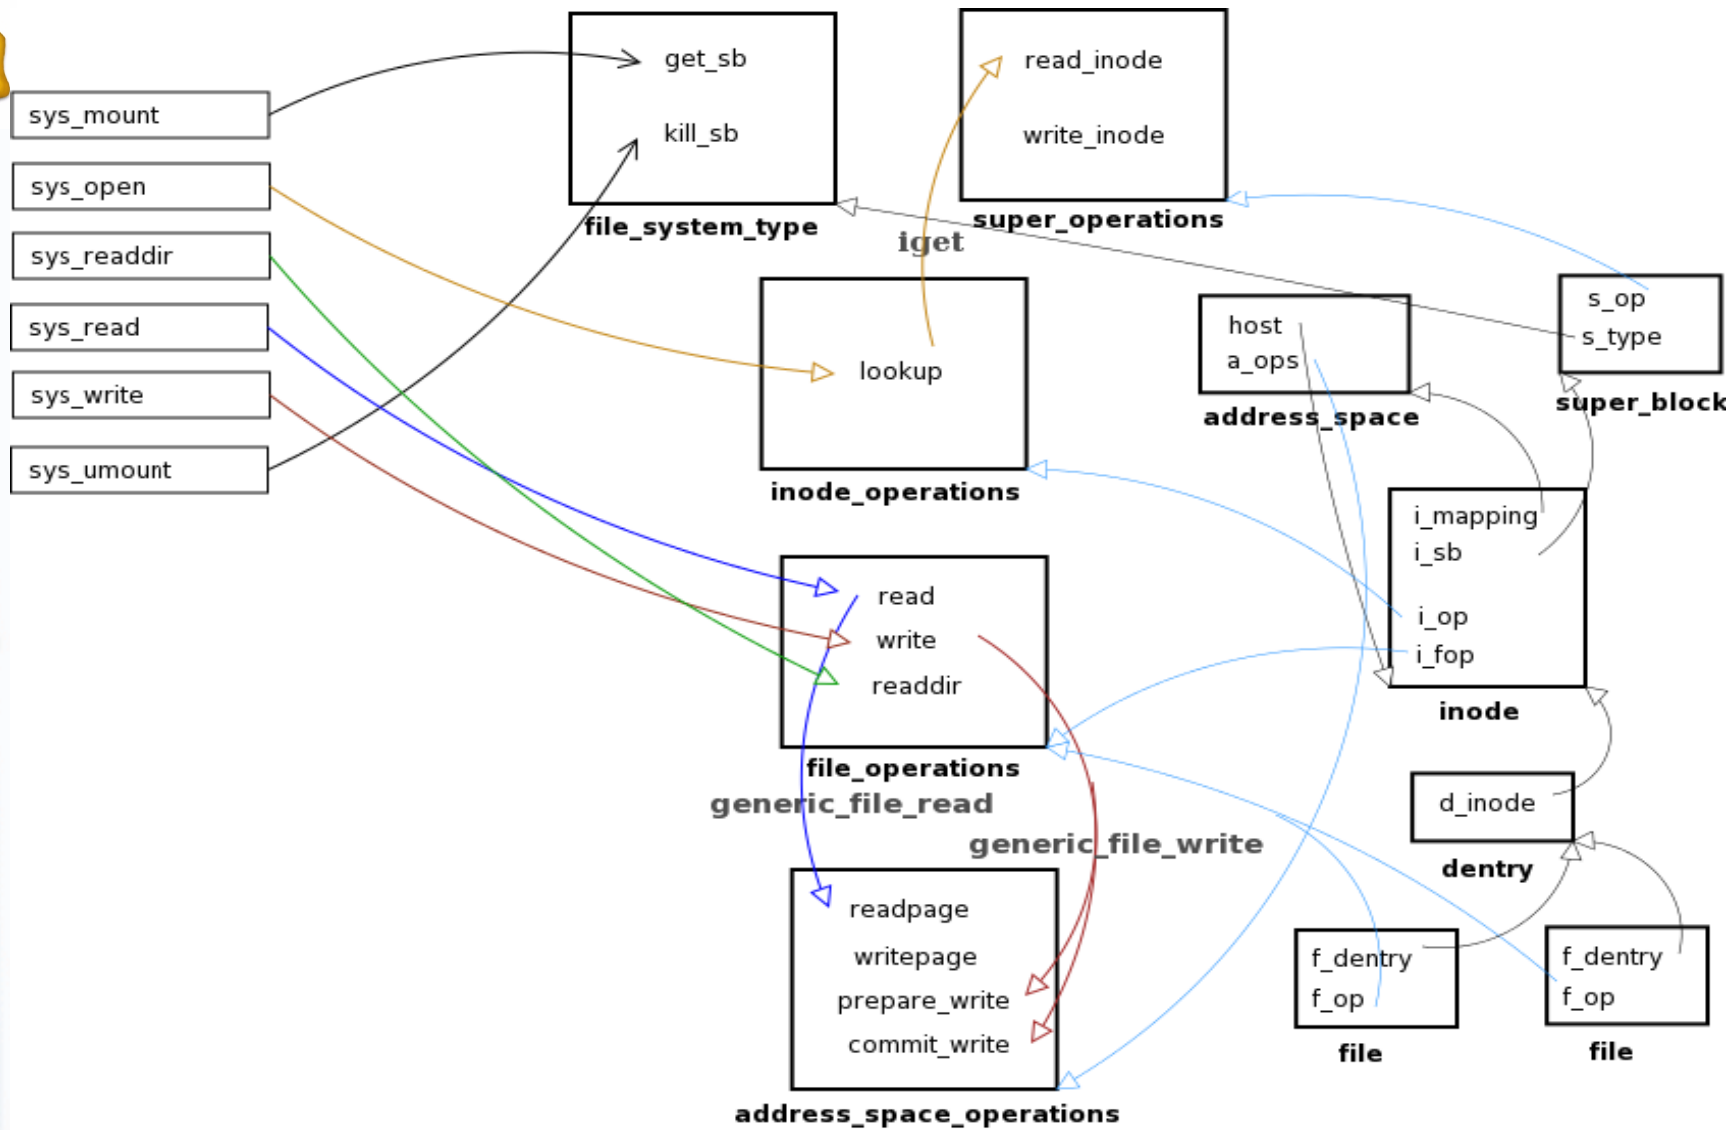 sys_mount
sys_open
sys_readdir
sys_read
sys_write
sys_umount
get_sb
kill_sb
file_system_type
read_inode
write_inode
super_operations
iget
lookup
inode_operations
host
a_ops
address_space
s_op
s_type
super_block
i_mapping
i_sb
i_op
i_fop
inode
read
write
readdir
file_operations
generic_file_read
generic_file_write
d_inode
dentry
readpage
writepage
prepare_write
commit_write
address_space_operations
f_dentry
f_op
file
f_dentry
f_op
file